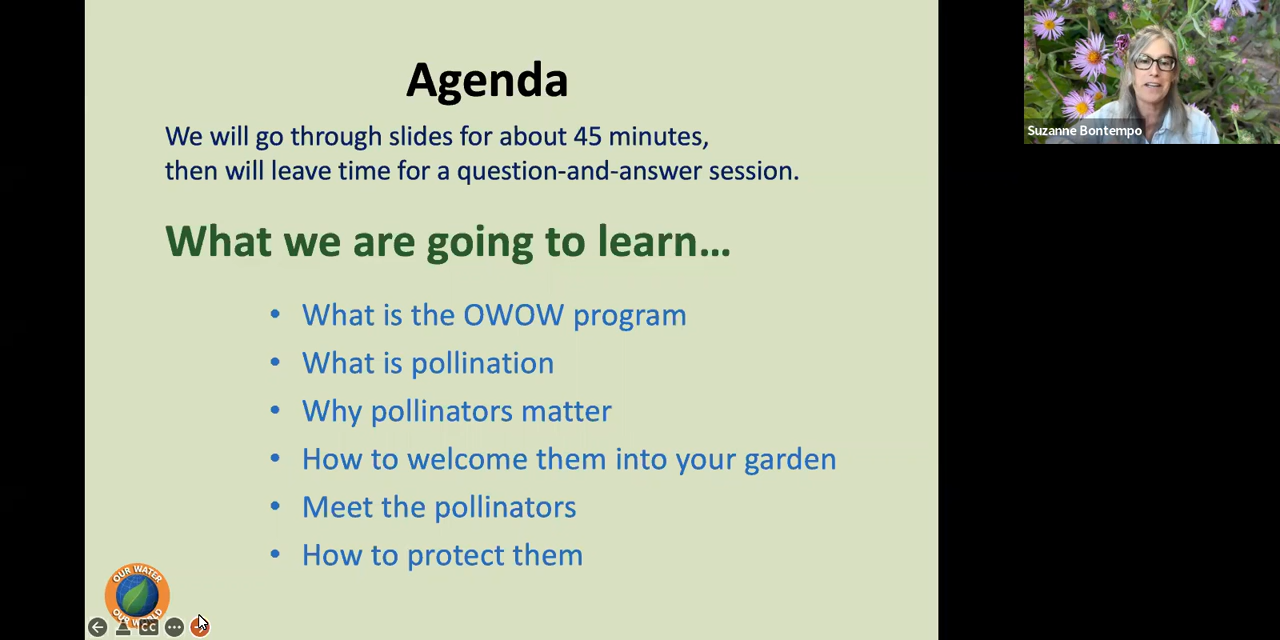 Agenda
We will go through slides for about 45 minutes,
then will leave time for a question-and-answer session.
What we are going to learn...
• What is the OWOW program
• What is pollination
• Why pollinators matter
• How to welcome them into your garden
• Meet the pollinators
• How to protect them
OUR WATER
OUR WORLD
CC
Suzanne Bontempo